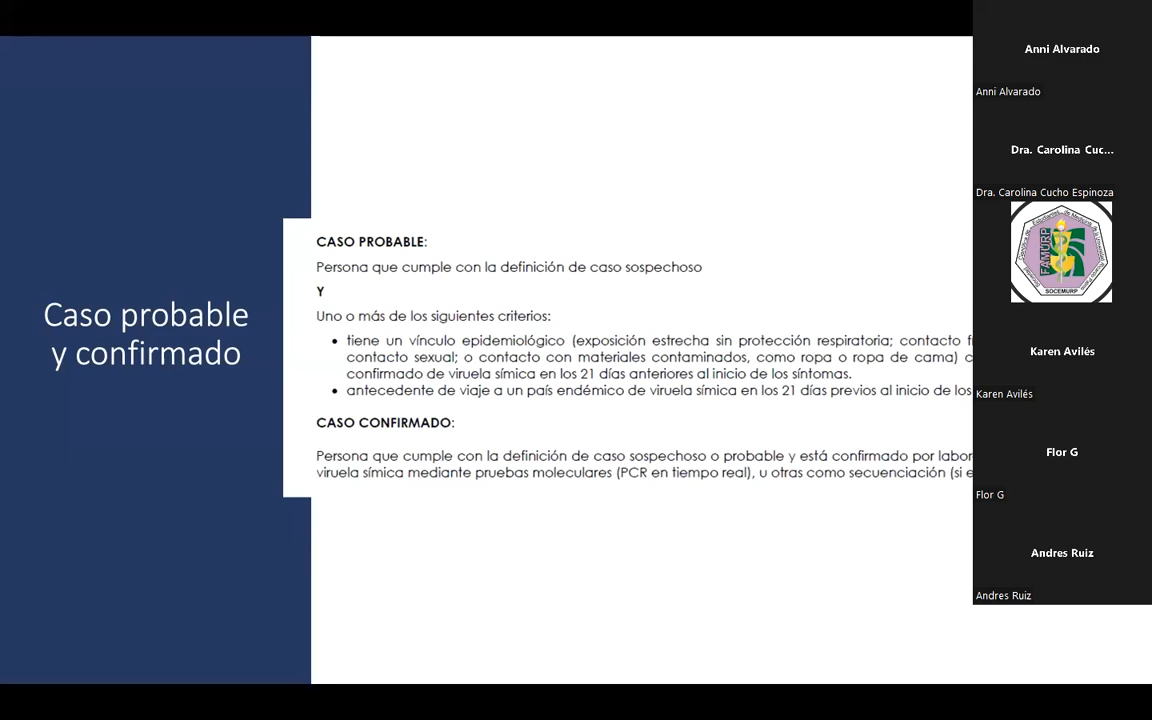 Caso probable
y confirmado
CASO PROBABLE:
Persona que cumple con la definición de caso sospechoso
Y
Uno o más de los siguientes criterios:
• tiene un vínculo epidemiológico (exposición estrecha sin protección respiratoria; contacto
contacto sexual; o contacto con materiales contaminados, como ropa o ropa de cama)
confirmado de viruela símica en los 21 días anteriores al inicio de los síntomas.
• antecedente de viaje a un país endémico de viruela símica en los 21 días previos al inicio de los
CASO CONFIRMADO:
Persona que cumple con la definición de caso sospechoso o probable y está confirmado por
viruela símica mediante pruebas moleculares (PCR en tiempo real), u otras como secuenciación (si
Anni Alvarado
Anni Alvarado
Dra. Carolina Cuc...
Dra. Carolina Cucho Espinoza
FAMURP
SOCEMURP
Karen Avilés
Karen Avilés
Flor G
Flor G
Andres Ruiz
Andres Ruiz